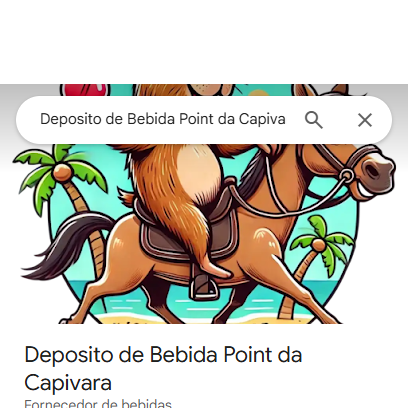 Deposito de Bebida Point da Capiva
Deposito de Bebida Point da
Capivara
Fornecedor de bebidas